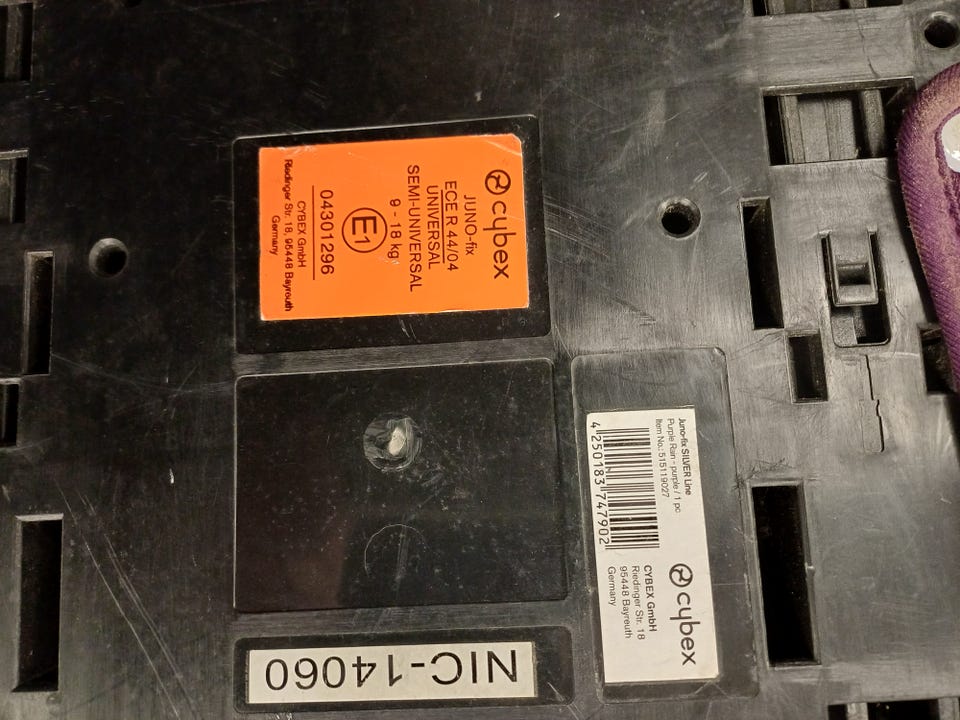 cybex
JUNO-fix
ECE R 44/04
UNIVERSAL
SEMI-UNIVERSAL
9 - 18 kg
E1
04301296
CYBEX GmbH
Riedinger Str. 18, 95448 Bayrouth
Germany
Juno-fix SILVER Line
Purple Rain - purple / 1 pc
Item No.: 515119027
4 250183 747902
cybex
CYBEX GmbH
Riedinger Str. 18
95448 Bayreuth
Germany
NIC-14060